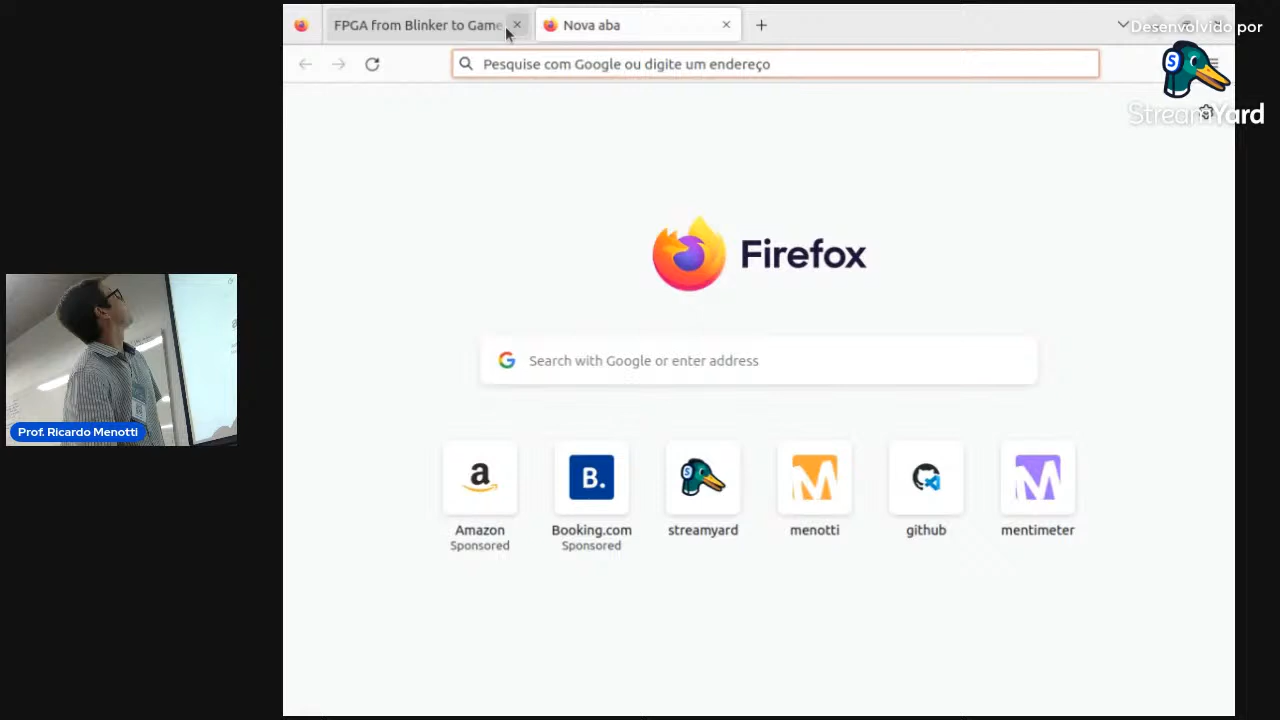 FPGA from Blinker to Game
Nova aba
Desenvolvido por
Pesquise com Google ou digite um endereço
StreamYard
Firefox
Search with Google or enter address
Prof. Ricardo Menotti
a
B.
Amazon
Sponsored
Booking.com
Sponsored
streamyard
menotti
github
mentimeter